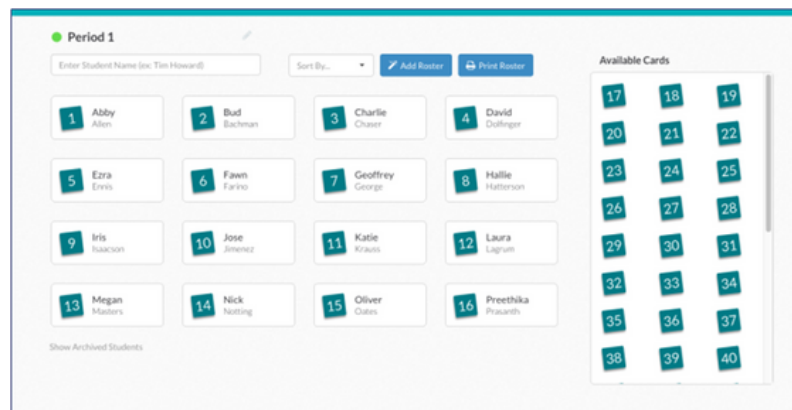 Period 1
Enter Student Name (ex: Tim Howard)
Sort By...
Add Roster
Print Roster
1 Abby Allen
2 Bud Bachman
3 Charlie Chaser
4 David Dolfinger
5 Ezra Ennis
6 Fawn Farino
7 Geoffrey George
8 Hallie Hatterson
9 Iris Isaacson
10 Jose Jimenez
11 Katie Krauss
12 Laura Lagrum
13 Megan Masters
14 Nick Notting
15 Oliver Oates
16 Preethika Prasanth
Show Archived Students
Available Cards
17 18 19
20 21 22
23 24 25
26 27 28
29 30 31
32 33 34
35 36 37
38 39 40